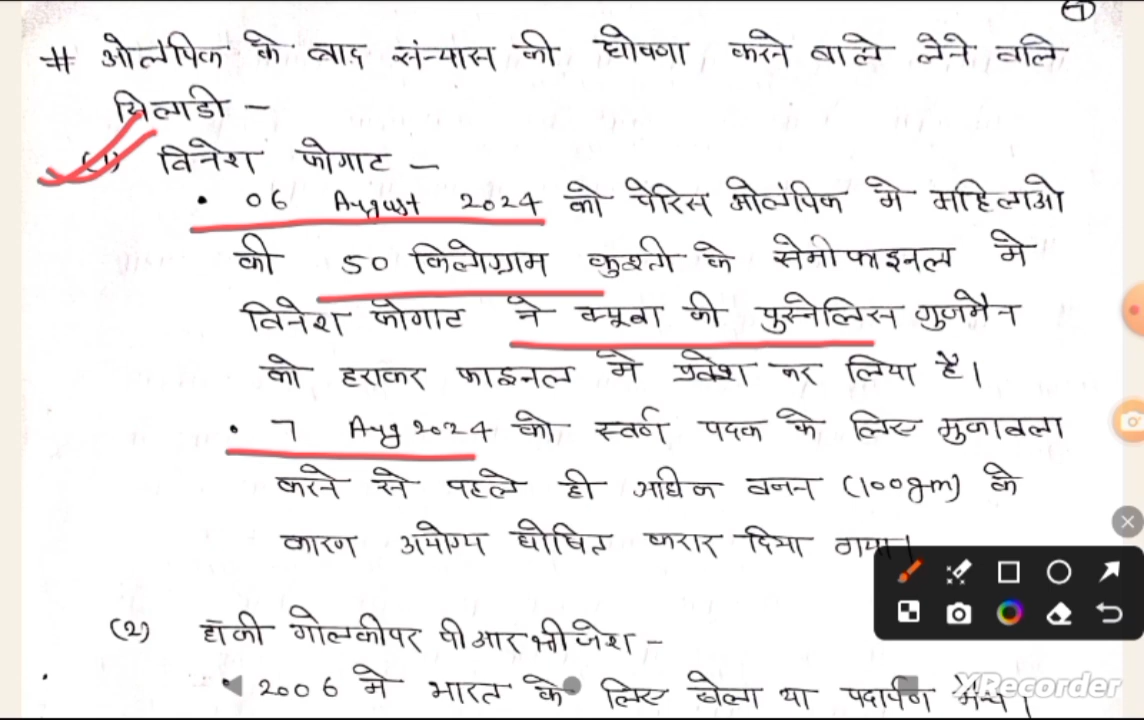 7
# ओलंपिक के बाद संन्यास की घोषणा करने बाले लेने वाले
खिलाडी -
(1) विनेश फोगाट -
• 06 August 2024 को पेरिस ओलंपिक मे महिलाओ
की 50 किलोग्राम कुश्ती के सेमीफाइनल मे
विनेश फोगाट ने क्यूबा की युस्नेलिस गुजमैन
को हराकर फाइनल मे प्रवेश कर लिया है।
• 7 Aug 2024 को स्वर्ण पदक के लिए मुकाबला
करने से पहले ही अधिक वजन (100gm) के
कारण अयोग्य घोषित करार दिया गया।
(2) हॉकी गोलकीपर पी आर श्रीजेश -
2006 मे भारत के लिए खेला था पदार्पण मैच।
XRecorder